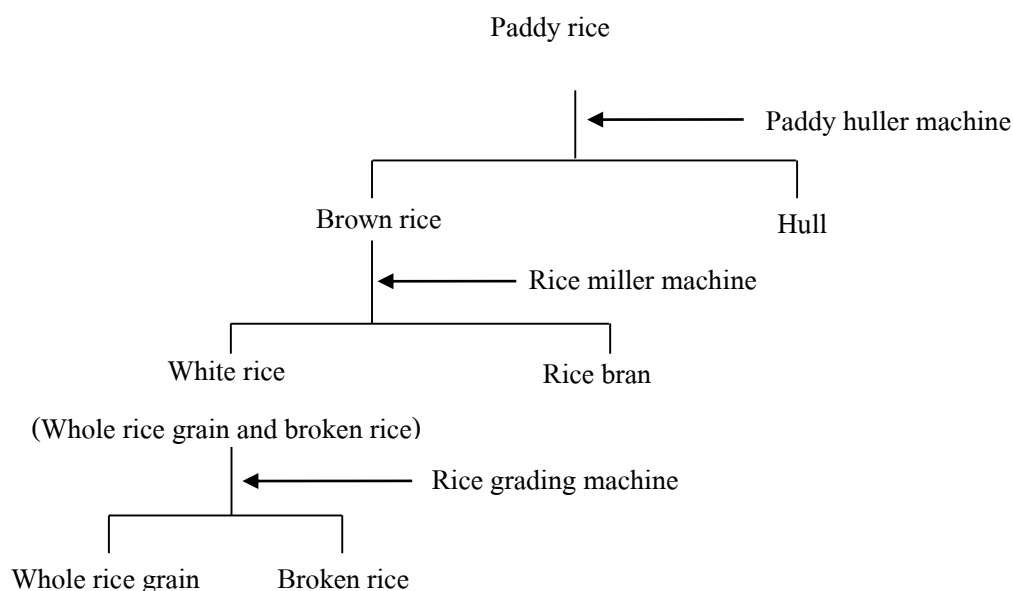 Paddy rice
Paddy huller machine
Brown rice
Hull
Rice miller machine
White rice
Rice bran
(Whole rice grain and broken rice)
Rice grading machine
Whole rice grain
Broken rice